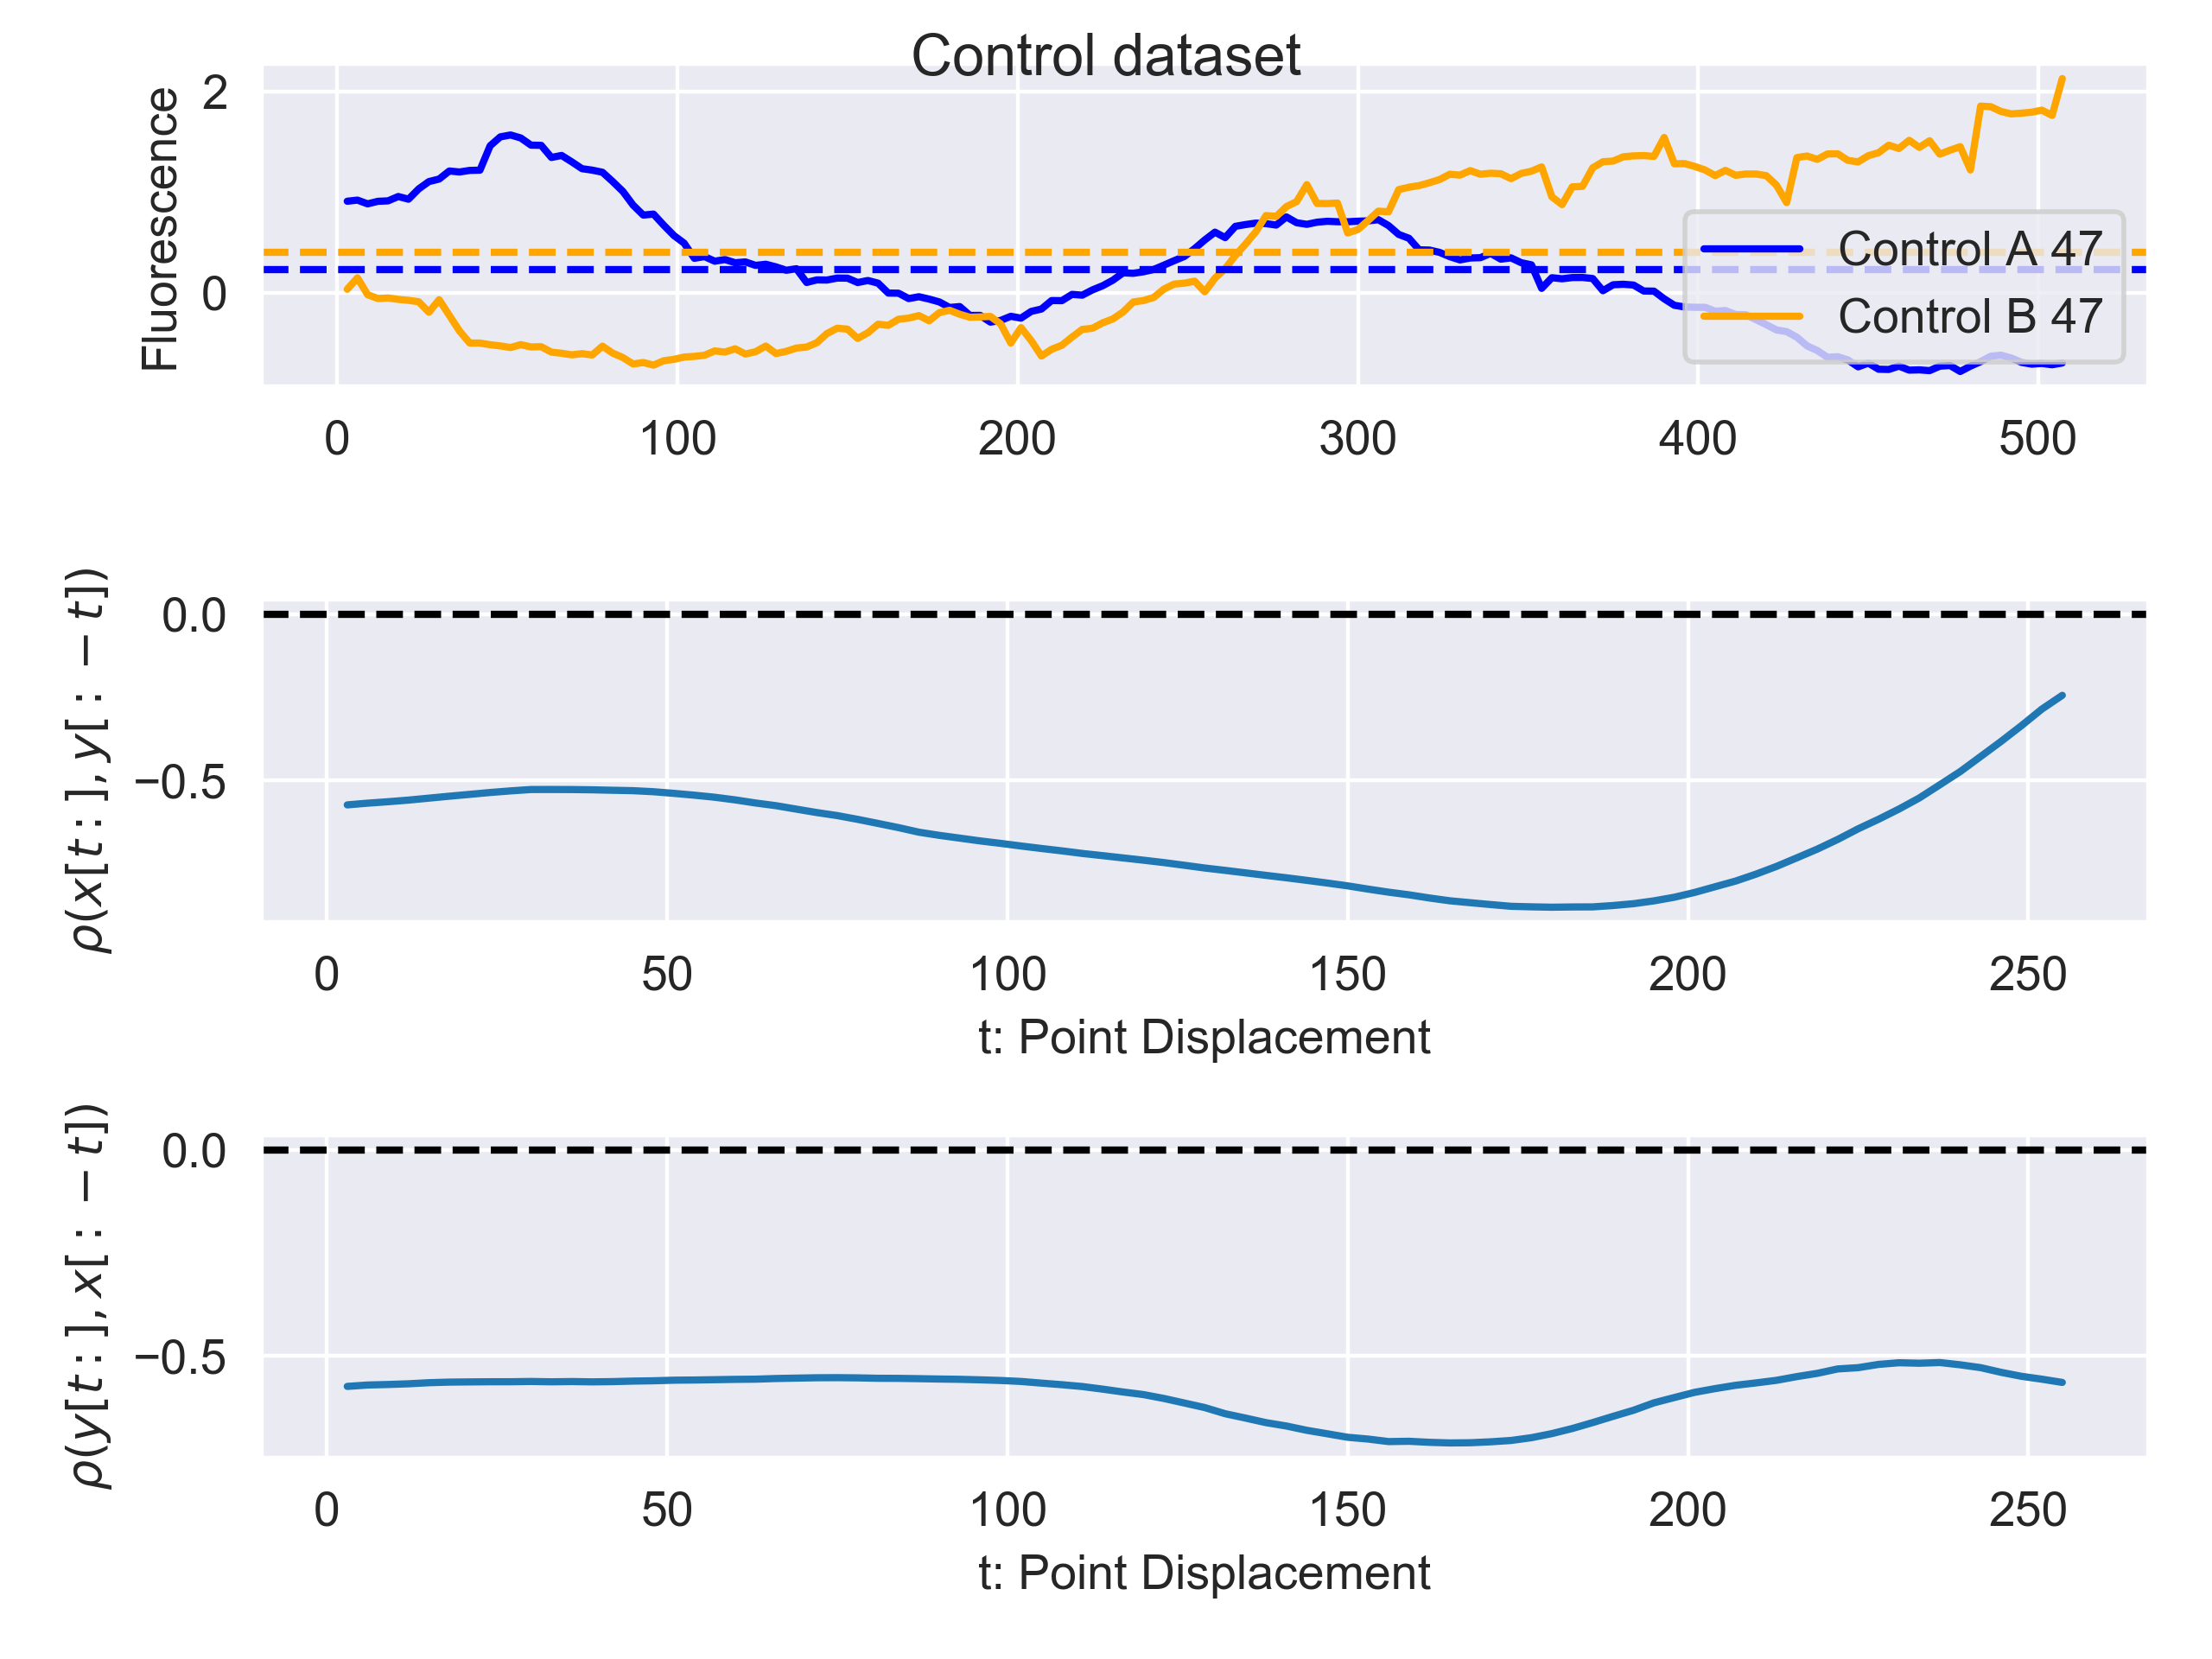 Control dataset
Fluorescence
2
0
Control A 47
Control B 47
0 100 200 300 400 500
ρ(x[t:], y[: − t])
0.0
−0.5
0 50 100 150 200 250
t: Point Displacement
ρ(y[t:], x[: − t])
0.0
−0.5
0 50 100 150 200 250
t: Point Displacement